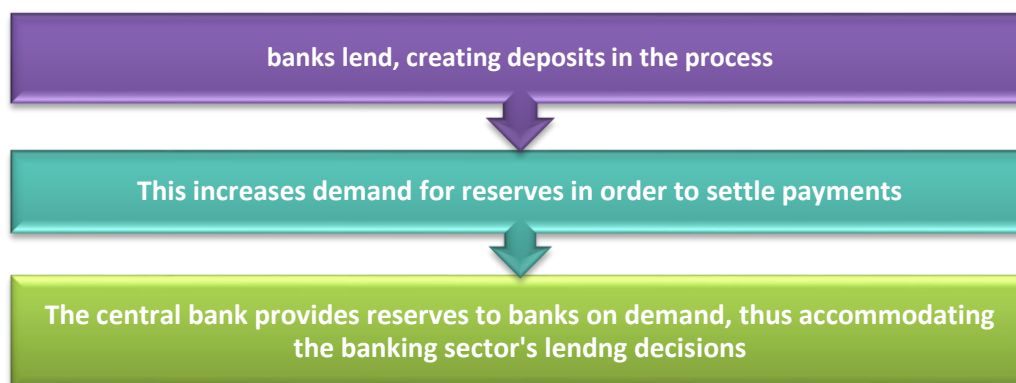 banks lend, creating deposits in the process
This increases demand for reserves in order to settle payments
The central bank provides reserves to banks on demand, thus accommodating
the banking sector's lendng decisions